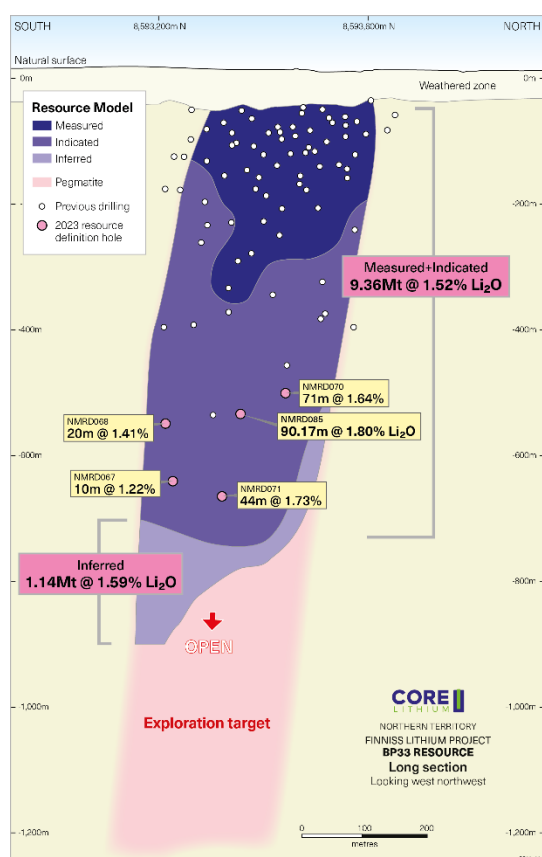 SOUTH
8,593,200m N
8,593,800m N
NORTH
Natural surface
0m
0m
Weathered zone
Resource Model
Measured
Indicated
Inferred
Pegmatite
Previous drilling
2023 resource
definition hole
-200m
-200m
Measured+Indicated
9.36Mt @ 1.52% Li2O
-400m
-400m
NMRD070
71m @ 1.64%
NMRD068
20m @ 1.41%
NMRD085
90.17m @ 1.80% Li2O
-600m
-600m
NMRD067
10m @ 1.22%
NMRD071
44m @ 1.73%
Inferred
1.14Mt @ 1.59% Li2O
-800m
-800m
OPEN
Exploration target
-1,000m
-1,000m
CORE
LITHIUM
NORTHERN TERRITORY
FINNISS LITHIUM PROJECT
BP33 RESOURCE
Long section
Looking west northwest
-1,200m
-1,200m
0 100 200
metres